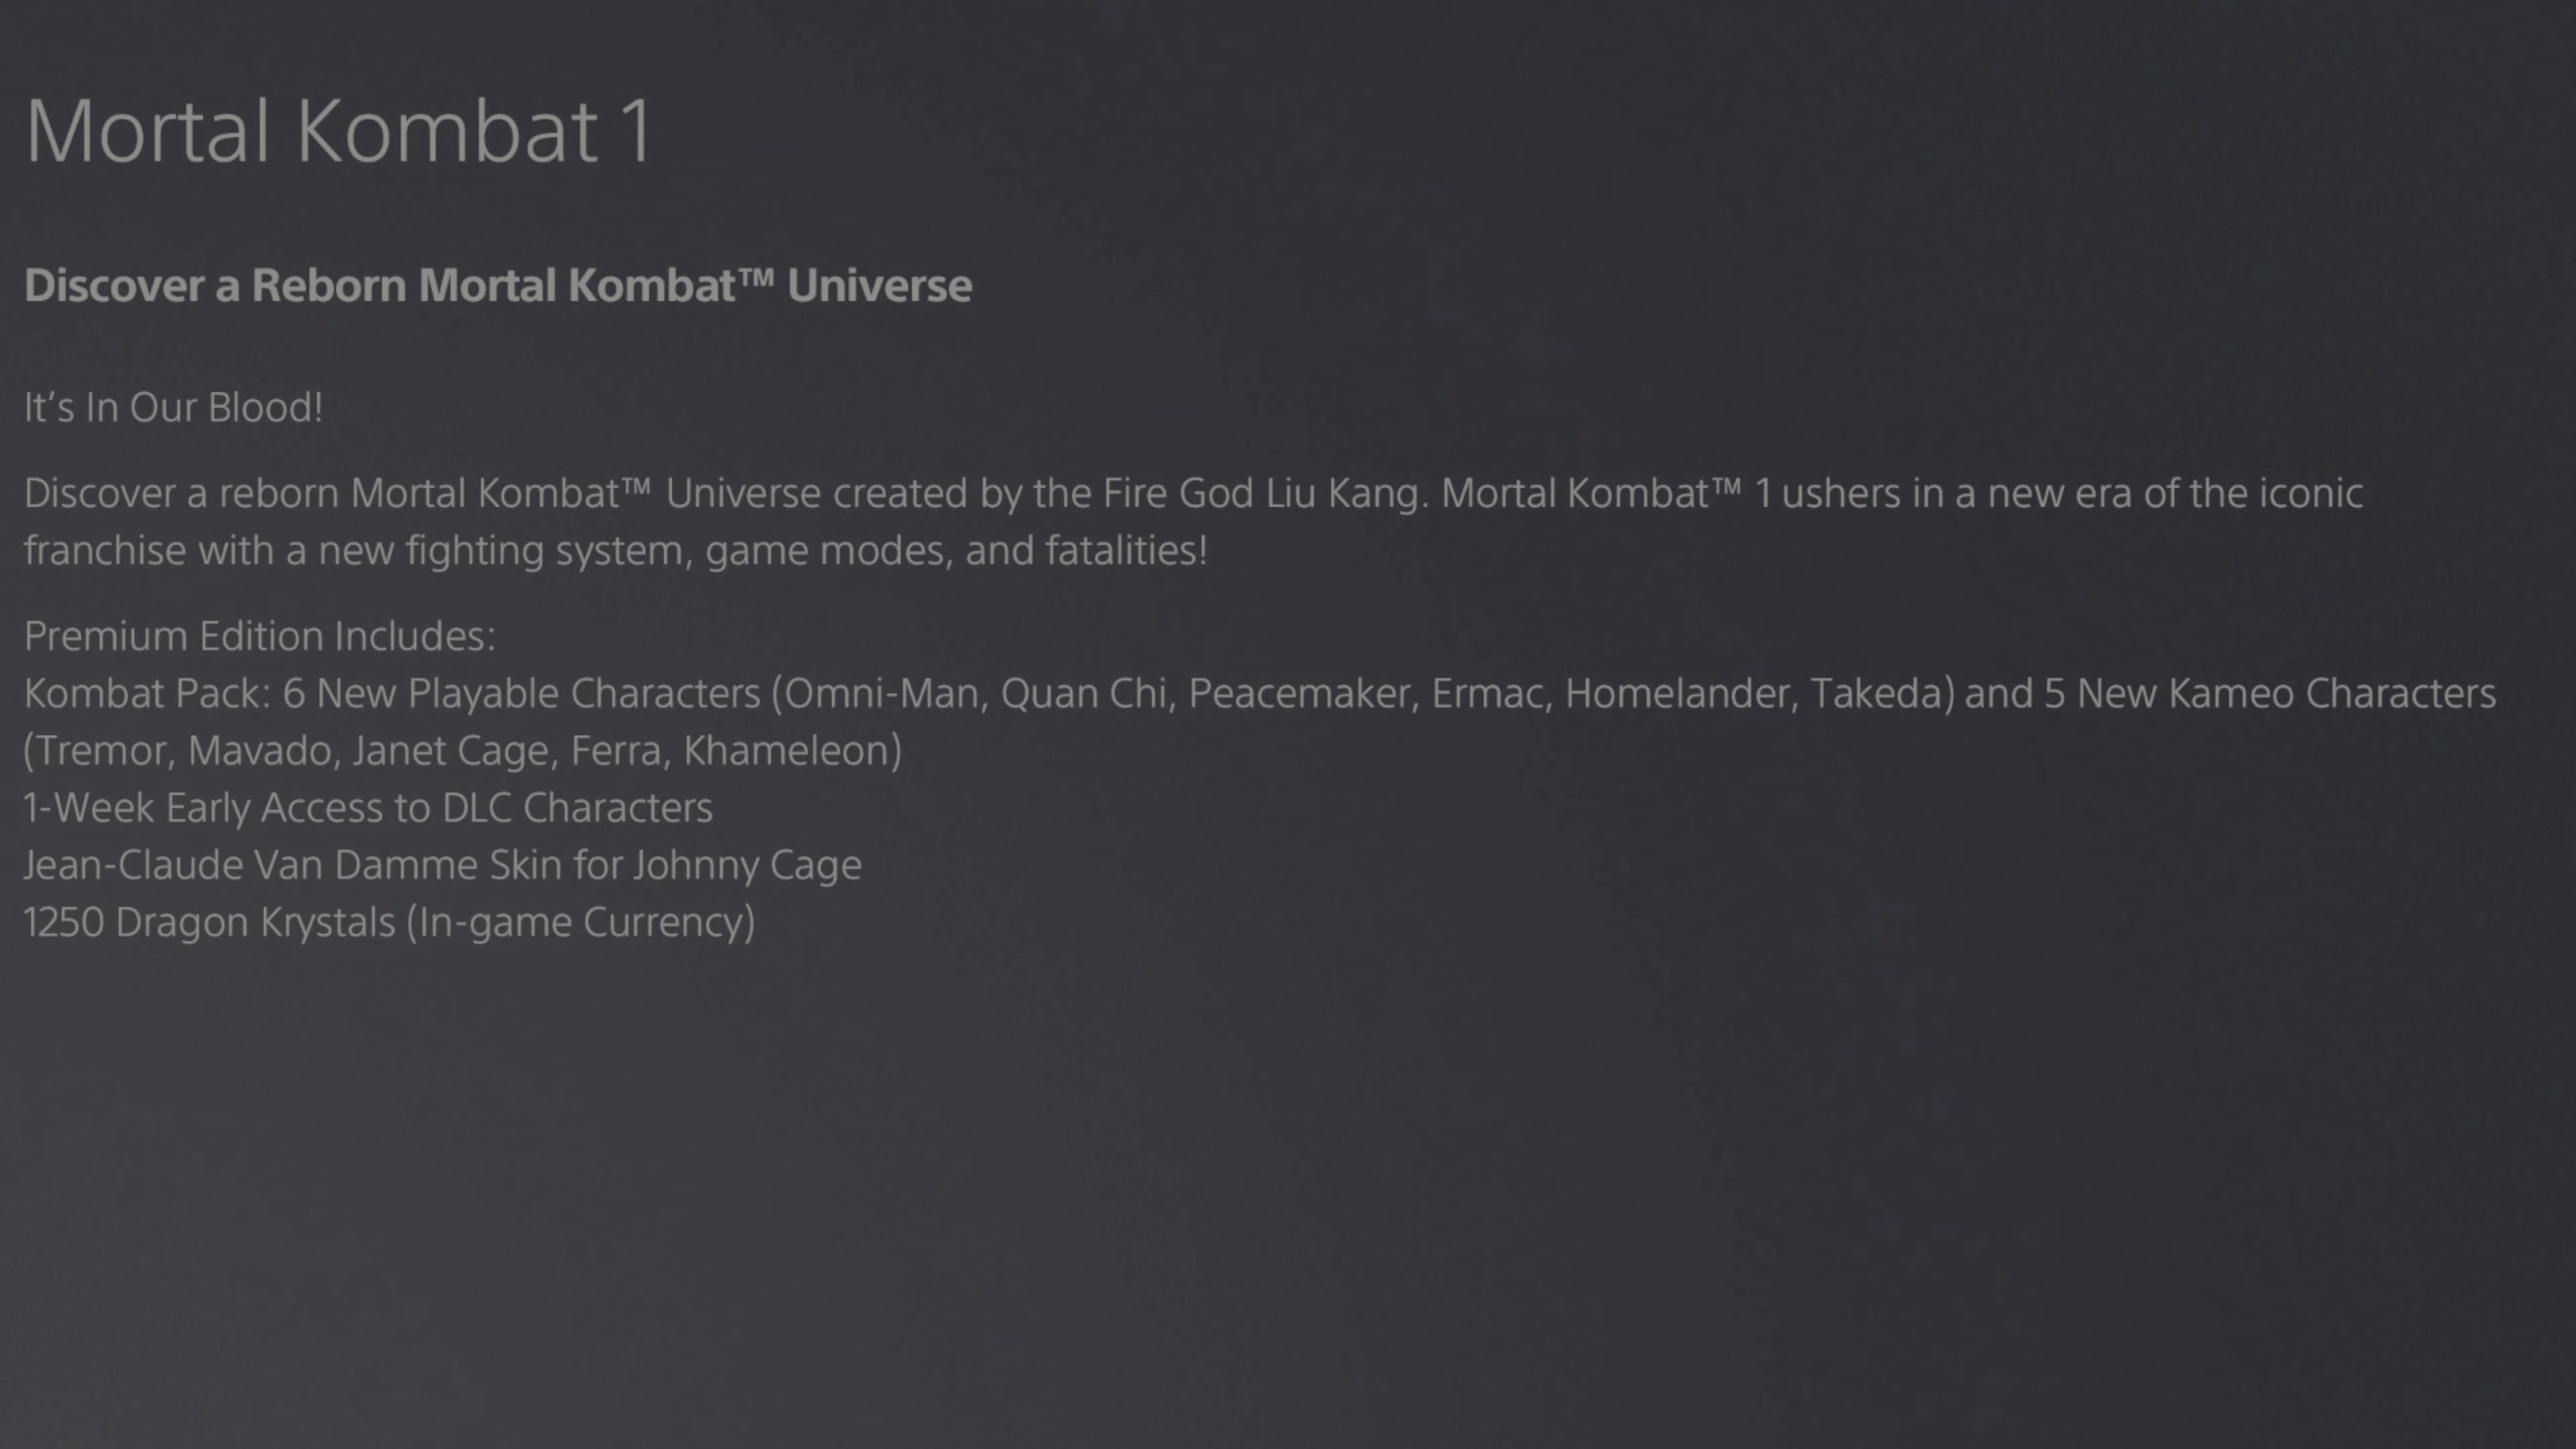 Mortal Kombat 1
Discover a Reborn Mortal Kombat™ Universe
It’s In Our Blood!
Discover a reborn Mortal Kombat™ Universe created by the Fire God Liu Kang. Mortal Kombat™ 1 ushers in a new era of the iconic
franchise with a new fighting system, game modes, and fatalities!
Premium Edition Includes:
Kombat Pack: 6 New Playable Characters (Omni-Man, Quan Chi, Peacemaker, Ermac, Homelander, Takeda) and 5 New Kameo Characters
(Tremor, Mavado, Janet Cage, Ferra, Khameleon)
1-Week Early Access to DLC Characters
Jean-Claude Van Damme Skin for Johnny Cage
1250 Dragon Krystals (In-game Currency)